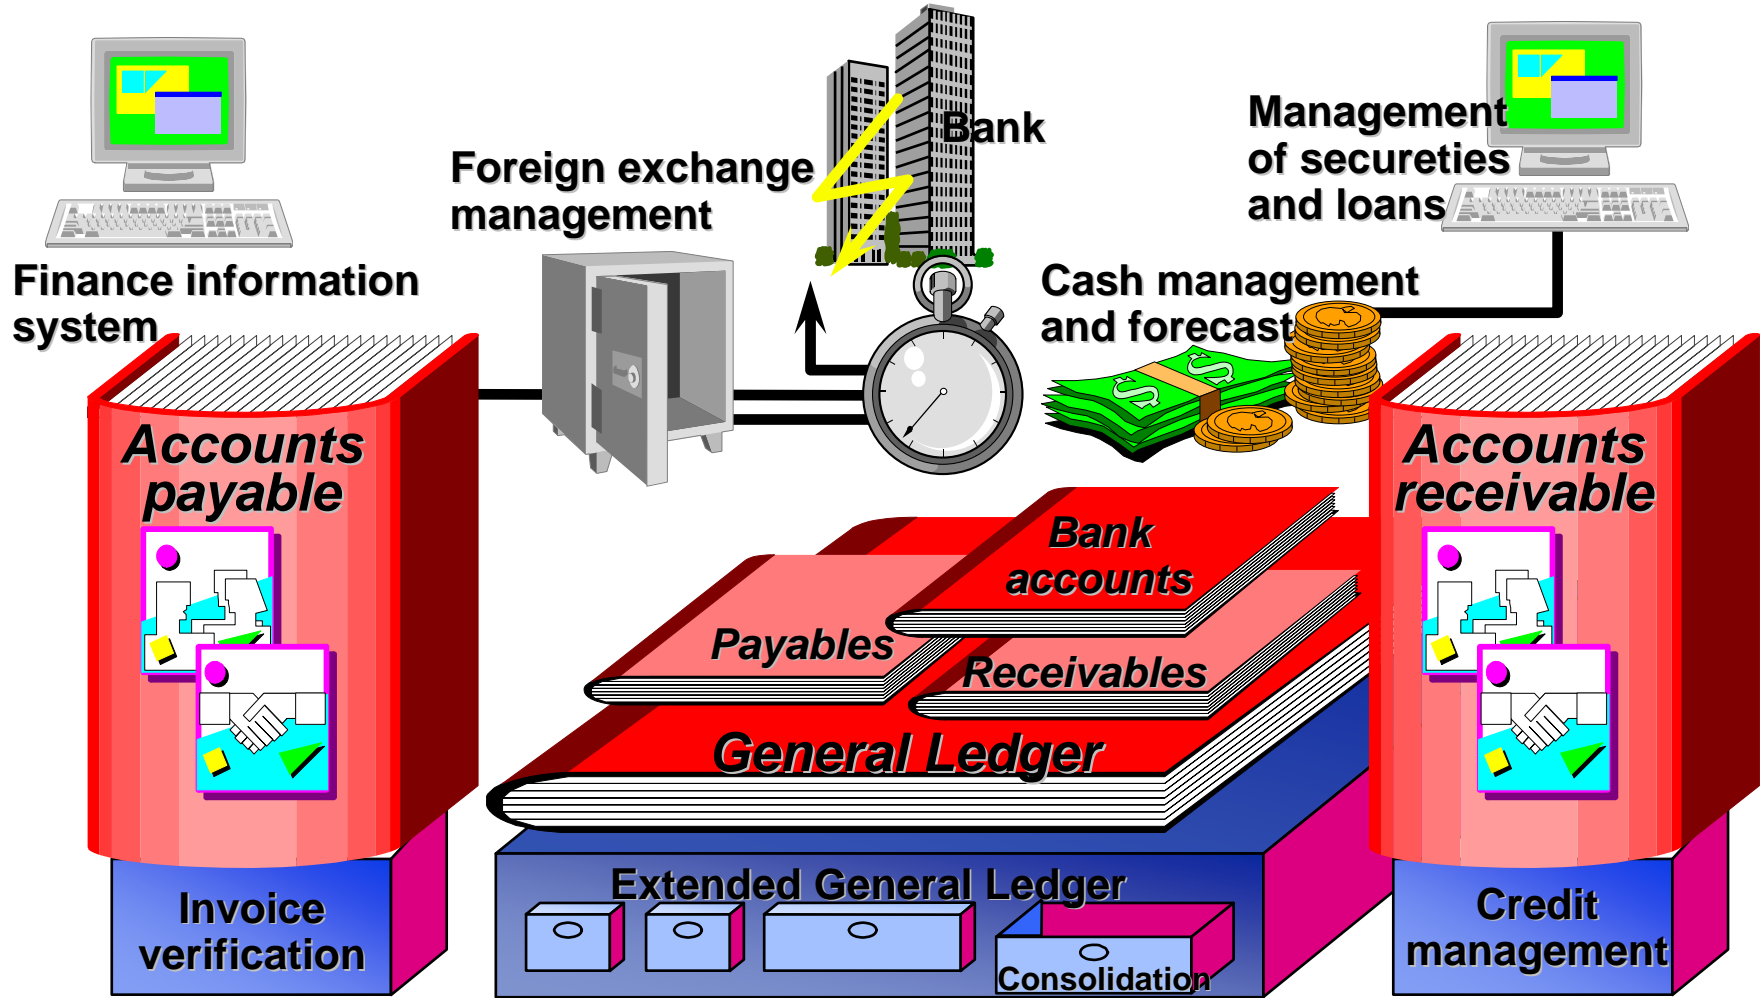 Bank
Management
of secureties
and loans
Foreign exchange
management
Finance information
system
Cash management
and forecast
Accounts
payable
Accounts
receivable
Bank
accounts
Payables
Receivables
General Ledger
Extended General Ledger
Consolidation
Invoice
verification
Credit
management